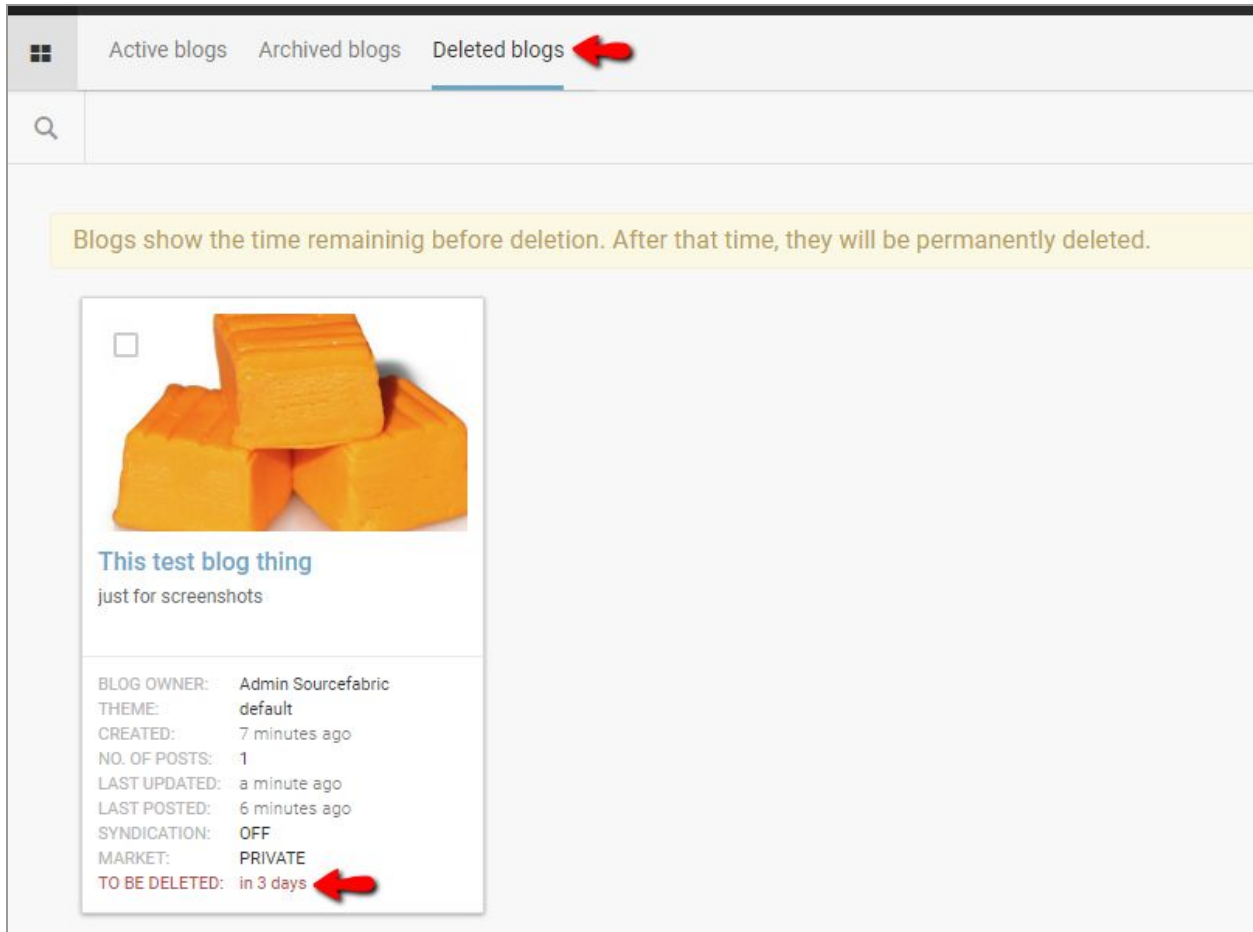 Active blogs Archived blogs Deleted blogs
Blogs show the time remaininig before deletion. After that time, they will be permanently deleted.
This test blog thing
just for screenshots
BLOG OWNER: Admin Sourcefabric
THEME: default
CREATED: 7 minutes ago
NO. OF POSTS: 1
LAST UPDATED: a minute ago
LAST POSTED: 6 minutes ago
SYNDICATION: OFF
MARKET: PRIVATE
TO BE DELETED: in 3 days